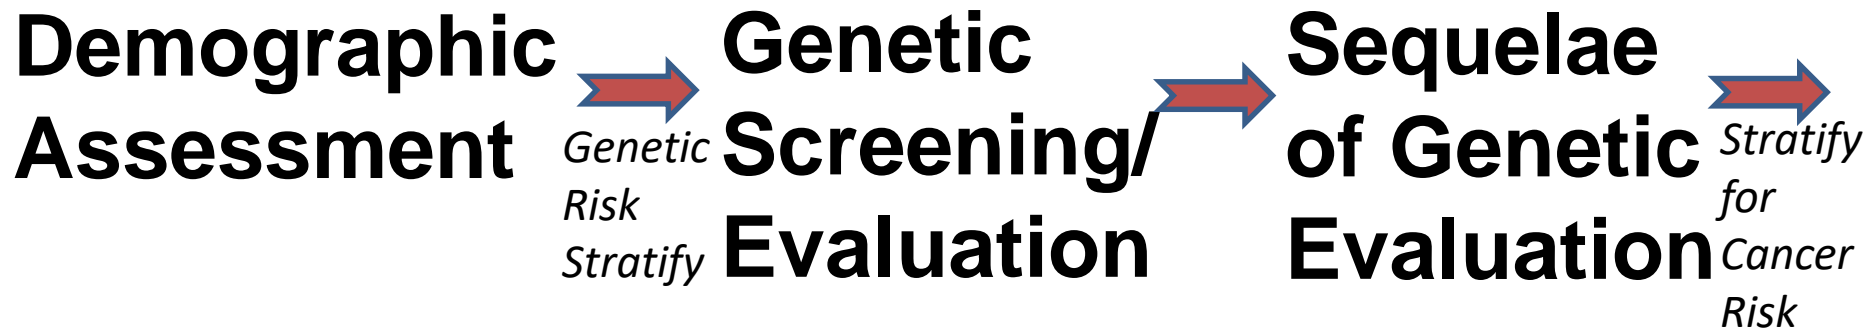 Demographic
Assessment
Genetic
Risk
Stratify
Genetic
Screening/
Evaluation
Sequelae
of Genetic
Evaluation
Stratify
for
Cancer
Risk